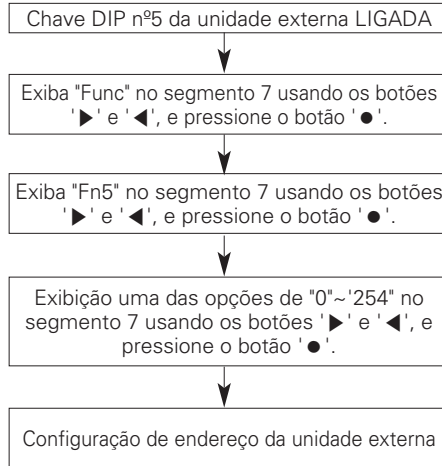 Chave DIP nº5 da unidade externa LIGADA
Exiba "Func" no segmento 7 usando os botões
'▶' e '◀', e pressione o botão '●'.
Exiba "Fn5" no segmento 7 usando os botões
'▶' e '◀', e pressione o botão '●'.
Exibição uma das opções de "0"~'254" no
segmento 7 usando os botões '▶' e '◀', e
pressione o botão '●'.
Configuração de endereço da unidade externa